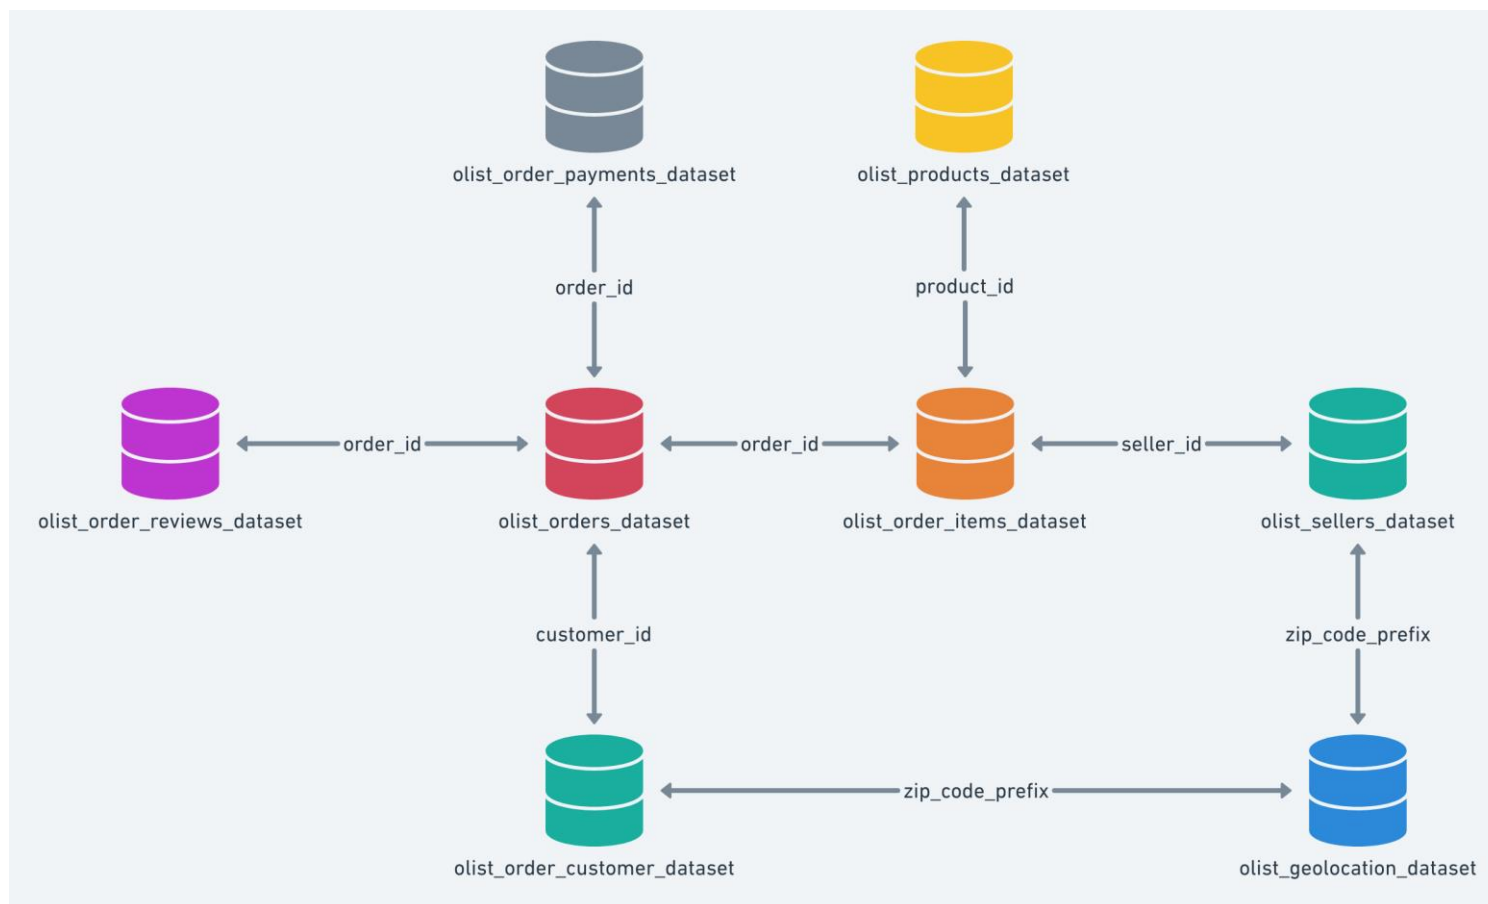 olist_order_payments_dataset
olist_products_dataset
order_id
product_id
order_id
order_id
seller_id
olist_order_reviews_dataset
olist_orders_dataset
olist_order_items_dataset
olist_sellers_dataset
customer_id
zip_code_prefix
zip_code_prefix
olist_order_customer_dataset
olist_geolocation_dataset